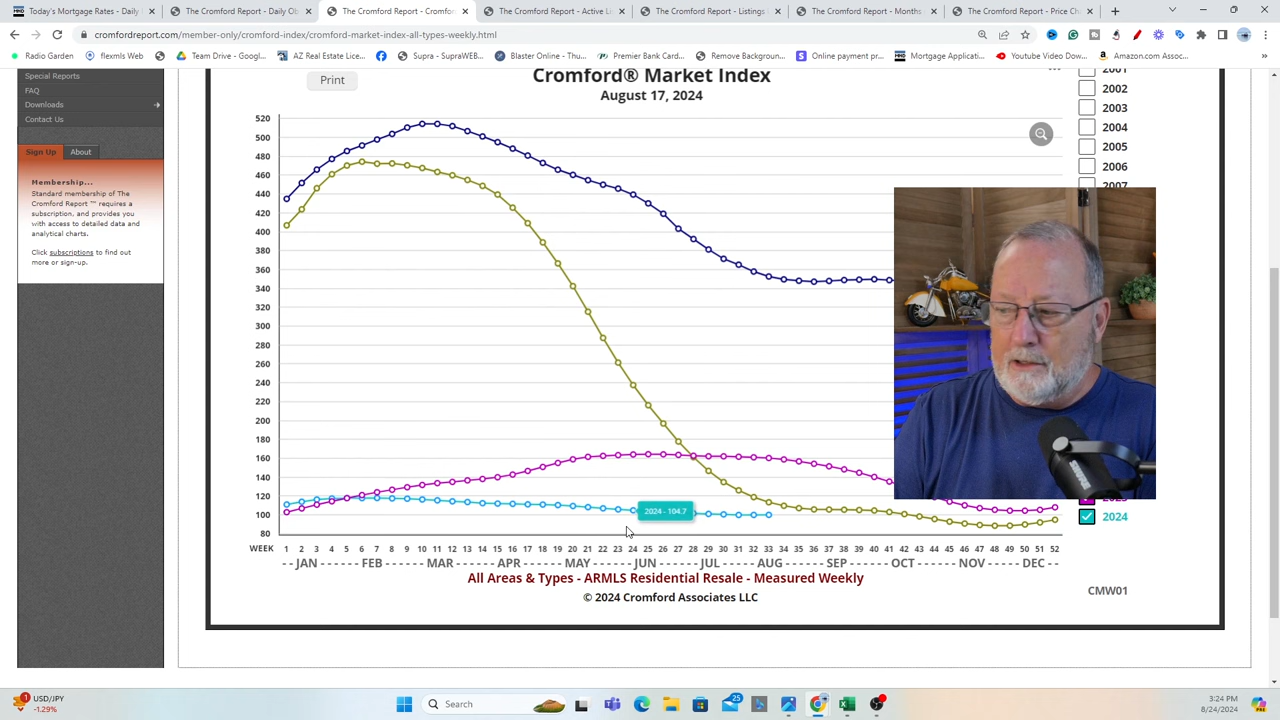 Today's Mortgage Rates - Daily
The Cromford Report - Daily Ob
The Cromford Report - Cromfor
The Cromford Report - Active Li
The Cromford Report - Listings
The Cromford Report - Months
The Cromford Report - Price Ch
cromfordreport.com/member-only/cromford-index/cromford-market-index-all-types-weekly.html
Radio Garden
flexmls Web
Team Drive - Googl...
AZ Real Estate LLC
Supra - SupraWEB...
Blaster Online - Thu...
Premier Bank Card...
Remove Backgroun...
Online payment pr...
Mortgage Applicati...
Youtube Video Dow...
Amazon.com Assoc...
Special Reports
FAQ
Downloads
Contact Us
Sign Up
About
Membership...
Standard membership of The
Cromford Report ™ requires a
subscription, and provides you
with access to detailed data and
analytical charts.
Click subscriptions to find out
more or sign-up.
Print
Cromford® Market Index
August 17, 2024
520
500
480
460
440
420
400
380
360
340
320
300
280
260
240
220
200
180
160
140
120
100
80
2024 - 104.7
2001
2002
2003
2004
2005
2006
2007
2023
2024
WEEK 1 2 3 4 5 6 7 8 9 10 11 12 13 14 15 16 17 18 19 20 21 22 23 24 25 26 27 28 29 30 31 32 33 34 35 36 37 38 39 40 41 42 43 44 45 46 47 48 49 50 51 52
- - JAN - - - - - - FEB - - - - - - MAR - - - - - - APR - - - - - - MAY - - - - - - JUN - - - - - - JUL - - - - - - AUG - - - - - - SEP - - - - - - OCT - - - - - - NOV - - - - - - DEC - -
All Areas & Types - ARMLS Residential Resale - Measured Weekly
© 2024 Cromford Associates LLC
CMW01
USD/JPY
-1.29%
Search
25
3:24 PM
8/24/2024